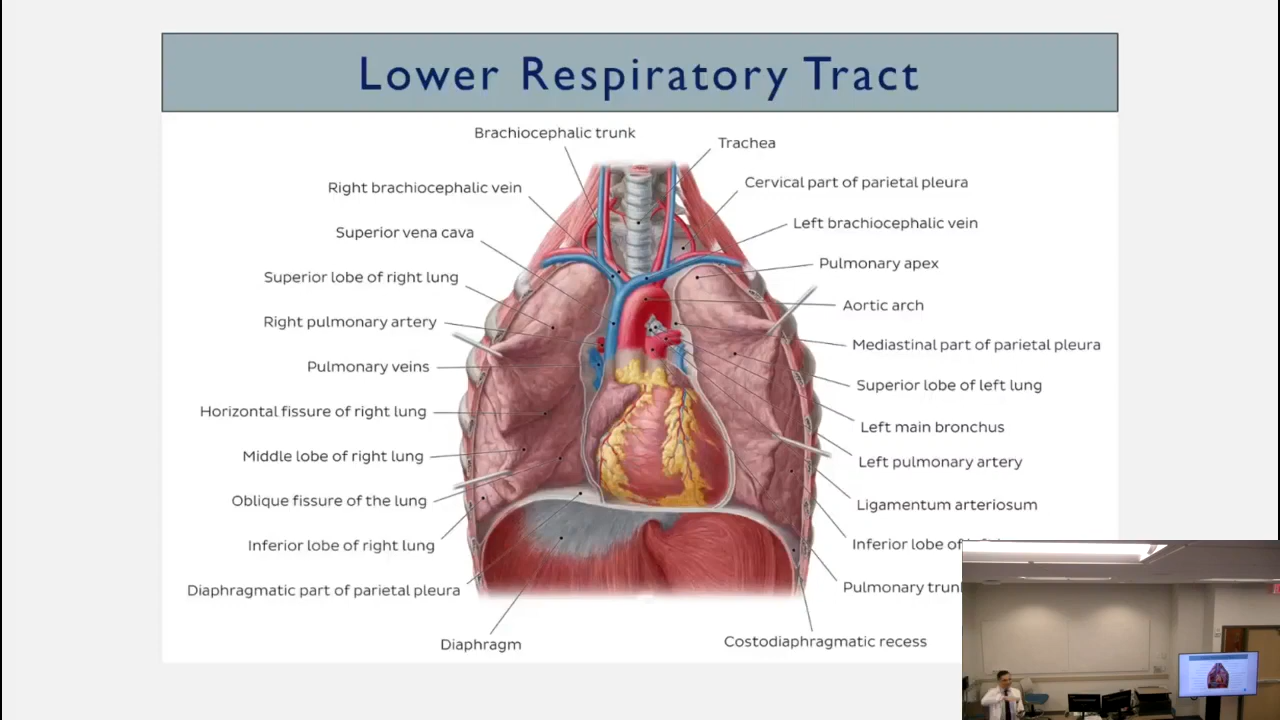 Lower Respiratory Tract
Brachiocephalic trunk
Trachea
Right brachiocephalic vein
Cervical part of parietal pleura
Superior vena cava
Left brachiocephalic vein
Superior lobe of right lung
Pulmonary apex
Right pulmonary artery
Aortic arch
Pulmonary veins
Mediastinal part of parietal pleura
Horizontal fissure of right lung
Superior lobe of left lung
Middle lobe of right lung
Left main bronchus
Oblique fissure of the lung
Left pulmonary artery
Inferior lobe of right lung
Ligamentum arteriosum
Diaphragmatic part of parietal pleura
Inferior lobe of
Diaphragm
Pulmonary trun
Costodiaphragmatic recess